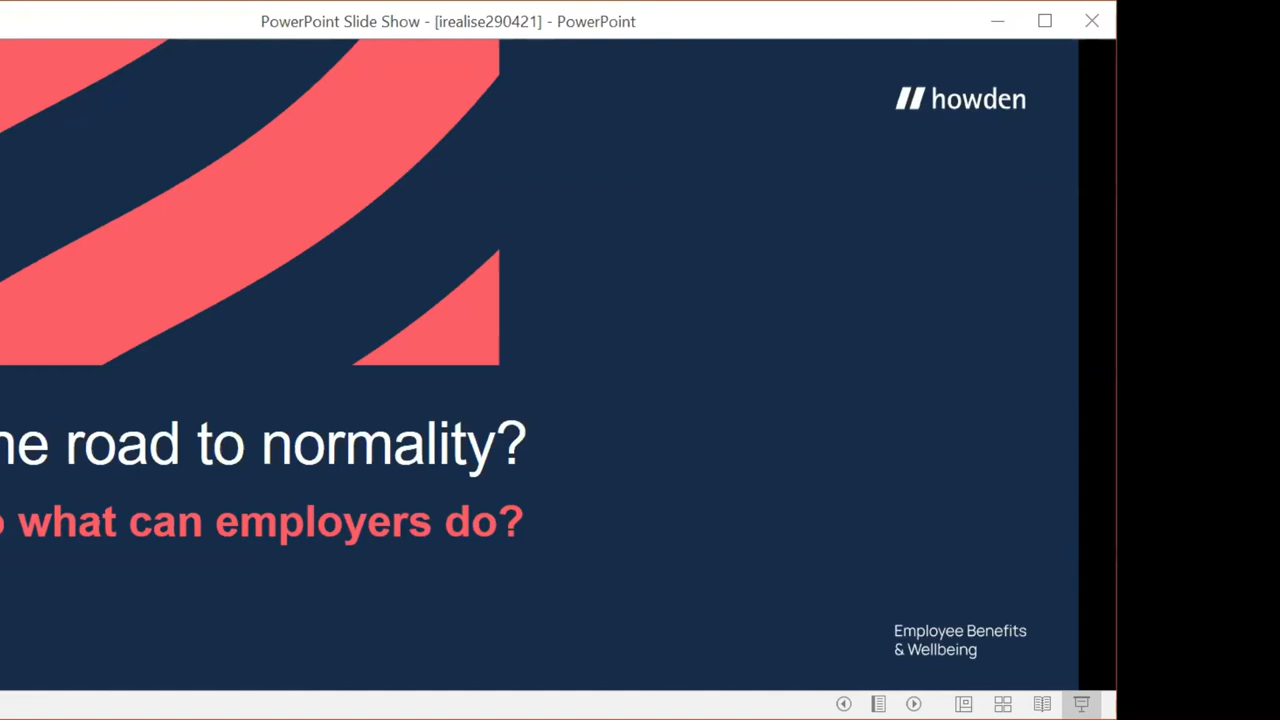 PowerPoint Slide Show - [irealise290421] - PowerPoint
howden
he road to normality?
what can employers do?
Employee Benefits
& Wellbeing